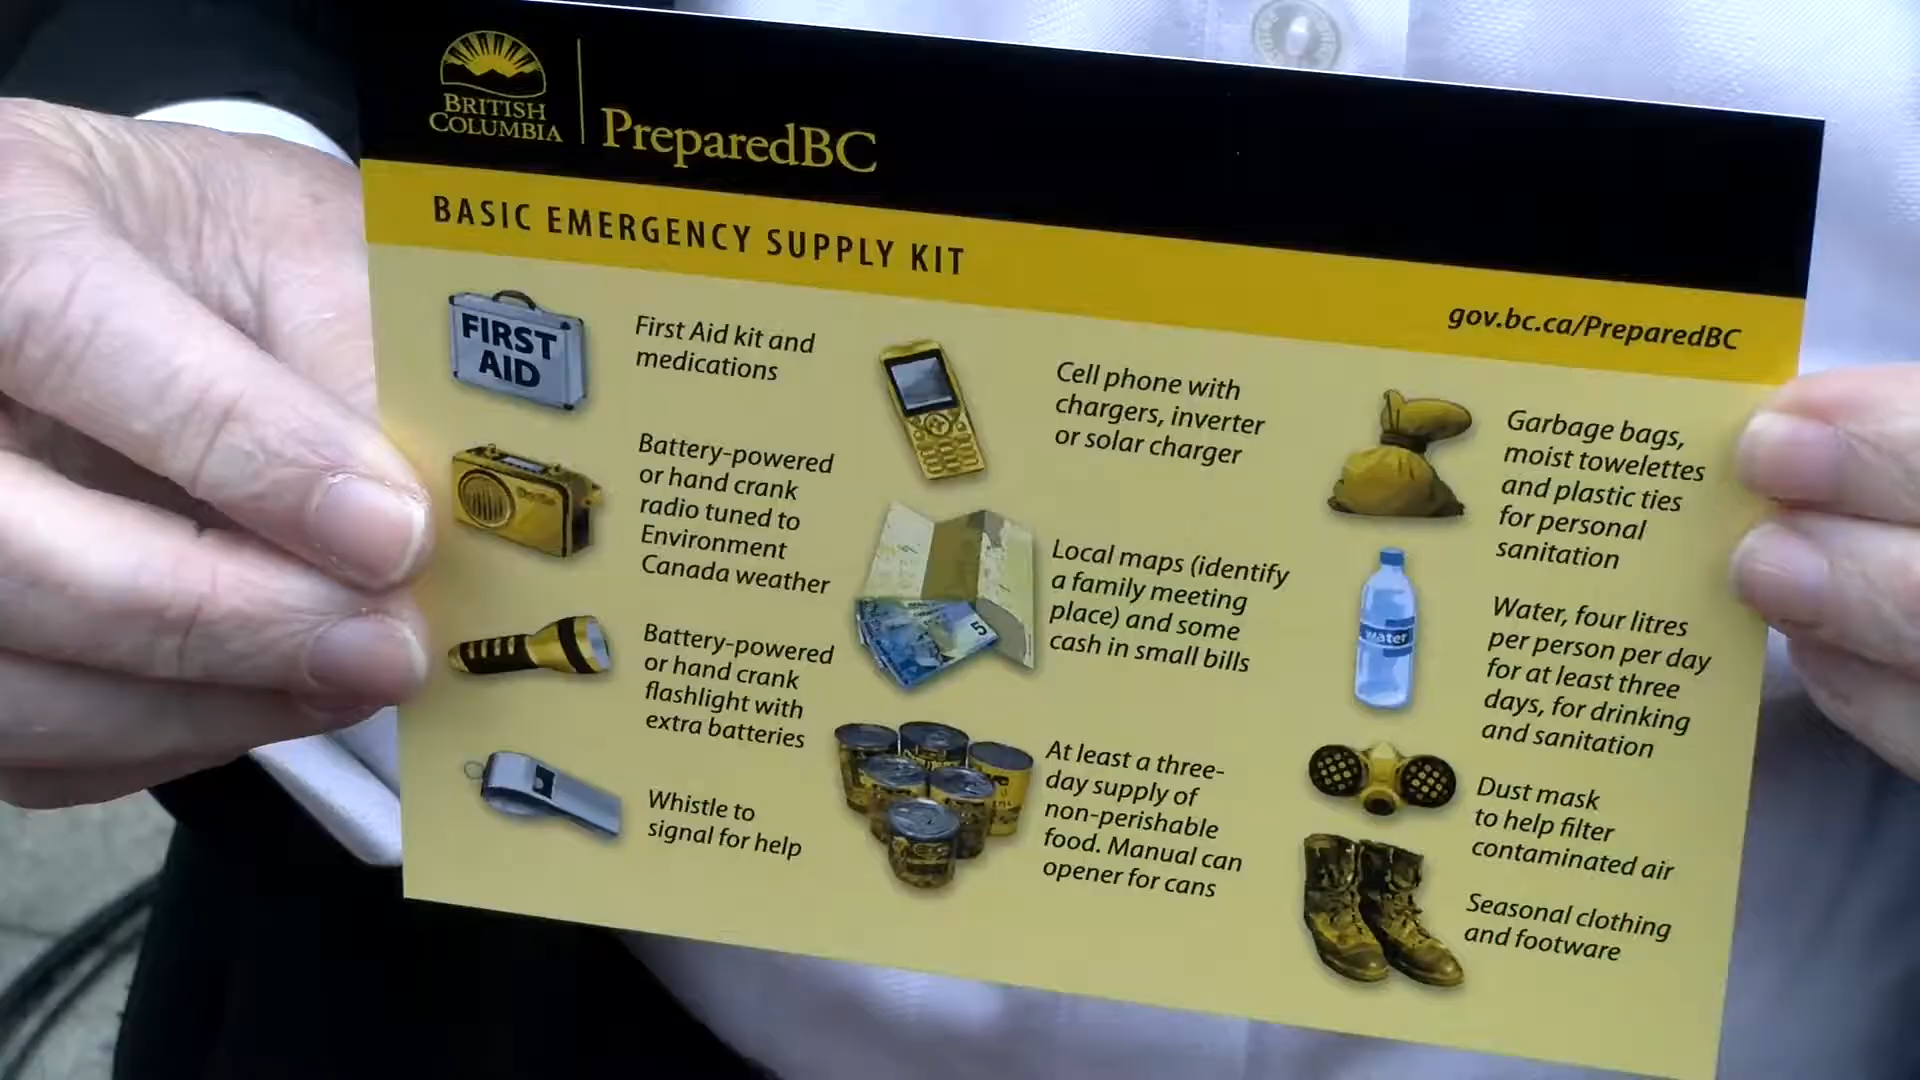 BRITISH
COLUMBIA
PreparedBC
BASIC EMERGENCY SUPPLY KIT
gov.bc.ca/PreparedBC
FIRST
AID
First Aid kit and
medications
Battery-powered
or hand crank
radio tuned to
Environment
Canada weather
Battery-powered
or hand crank
flashlight with
extra batteries
Whistle to
signal for help
Cell phone with
chargers, inverter
or solar charger
Local maps (identify
a family meeting
place) and some
cash in small bills
5
At least a three-
day supply of
non-perishable
food. Manual can
opener for cans
Garbage bags,
moist towelettes
and plastic ties
for personal
sanitation
water
Water, four litres
per person per day
for at least three
days, for drinking
and sanitation
Dust mask
to help filter
contaminated air
Seasonal clothing
and footware